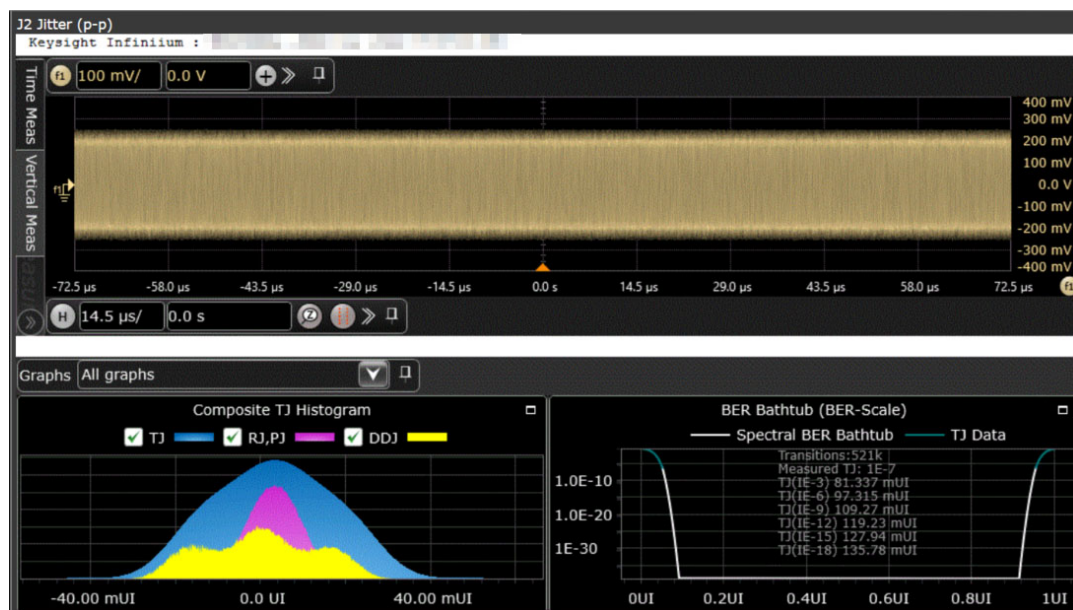 J2 Jitter (p-p)
Keysight Infiniium :
Time Meas
Vertical Meas
f1 100 mV/ 0.0 V
400 mV
300 mV
200 mV
100 mV
0.0 V
-100 mV
-200 mV
-300 mV
-400 mV
f1
-72.5 µs -58.0 µs -43.5 µs -29.0 µs -14.5 µs 0.0 s 14.5 µs 29.0 µs 43.5 µs 58.0 µs 72.5 µs f1
H 14.5 µs/ 0.0 s
Graphs All graphs
Composite TJ Histogram
TJ RJ,PJ DDJ
-40.00 mUI 0.0 UI 40.00 mUI
BER Bathtub (BER-Scale)
Spectral BER Bathtub TJ Data
Transitions:521k
Measured TJ: 1E-7
TJ(IE-3) 81.337 mUI
TJ(IE-6) 97.315 mUI
TJ(IE-9) 109.27 mUI
TJ(IE-12) 119.23 mUI
TJ(IE-15) 127.94 mUI
TJ(IE-18) 135.78 mUI
1.0E-10
1.0E-20
1E-30
0UI 0.2UI 0.4UI 0.6UI 0.8UI 1UI